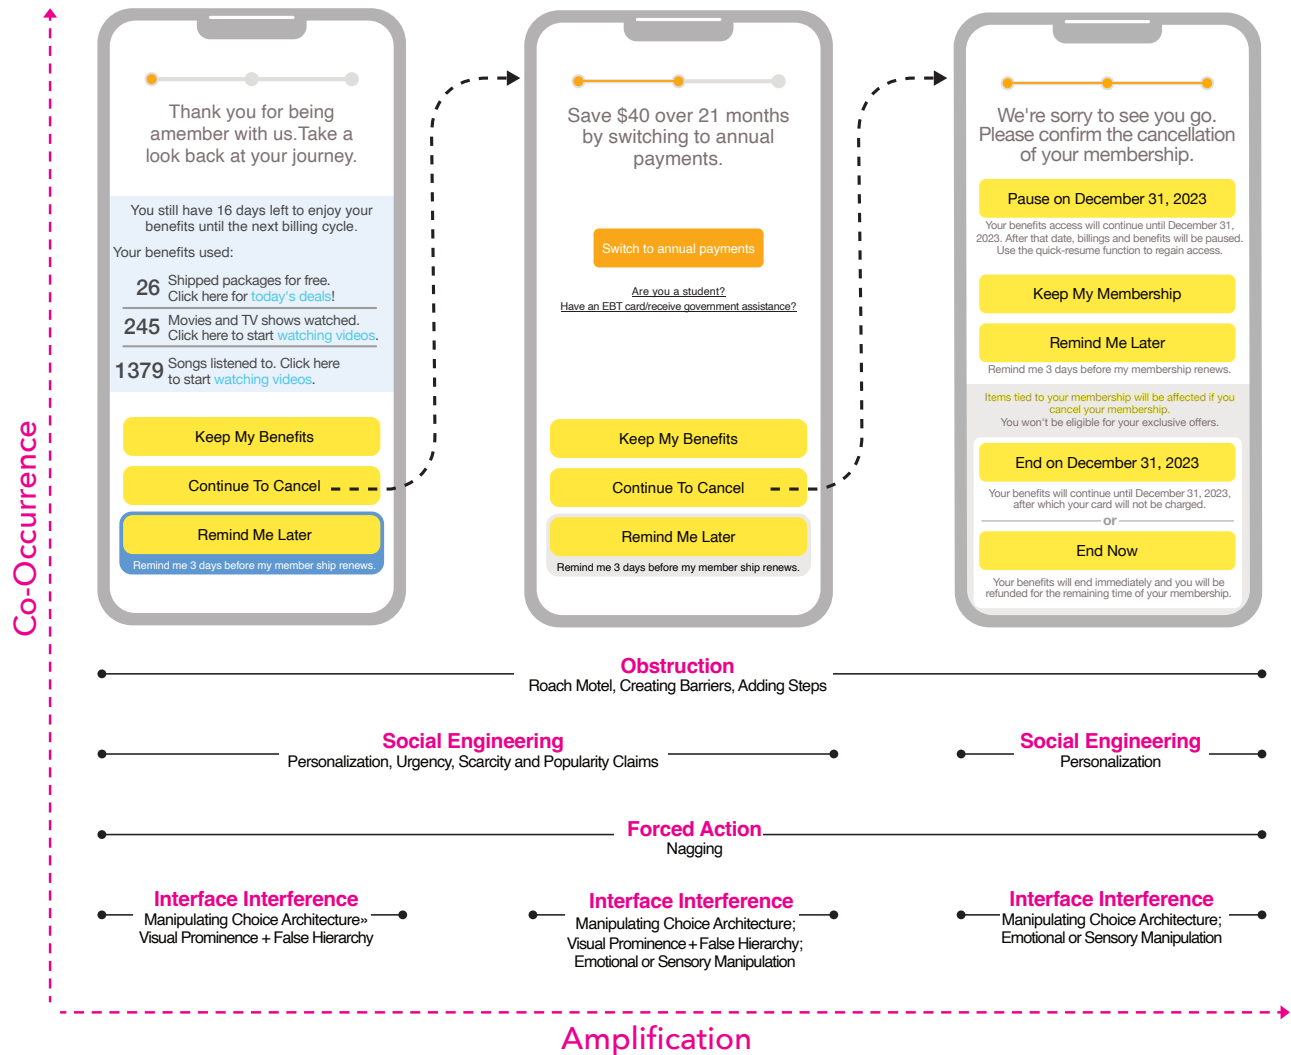 Thank you for being
amember with us.Take a
look back at your journey.
You still have 16 days left to enjoy your
benefits until the next billing cycle.
Your benefits used:
26 Shipped packages for free.
Click here for today's deals!
245 Movies and TV shows watched.
Click here to start watching videos.
1379 Songs listened to. Click here
to start watching videos.
Keep My Benefits
Continue To Cancel
Remind Me Later
Remind me 3 days before my member ship renews.
Save $40 over 21 months
by switching to annual
payments.
Switch to annual payments
Are you a student?
Have an EBT card/receive government assistance?
Keep My Benefits
Continue To Cancel
Remind Me Later
Remind me 3 days before my member ship renews.
We're sorry to see you go.
Please confirm the cancellation
of your membership.
Pause on December 31, 2023
Your benefits access will continue until December 31,
2023. After that date, billings and benefits will be paused.
Use the quick-resume function to regain access.
Keep My Membership
Remind Me Later
Remind me 3 days before my membership renews.
Items tied to your membership will be affected if you
cancel your membership.
You won't be eligible for your exclusive offers.
End on December 31, 2023
Your benefits will continue until December 31, 2023,
after which your card will not be charged.
or
End Now
Your benefits will end immediately and you will be
refunded for the remaining time of your membership.
Co-Occurrence
Obstruction
Roach Motel, Creating Barriers, Adding Steps
Social Engineering
Personalization, Urgency, Scarcity and Popularity Claims
Social Engineering
Personalization
Forced Action
Nagging
Interface Interference
Manipulating Choice Architecture»
Visual Prominence + False Hierarchy
Interface Interference
Manipulating Choice Architecture;
Visual Prominence + False Hierarchy;
Emotional or Sensory Manipulation
Interface Interference
Manipulating Choice Architecture;
Emotional or Sensory Manipulation
Amplification